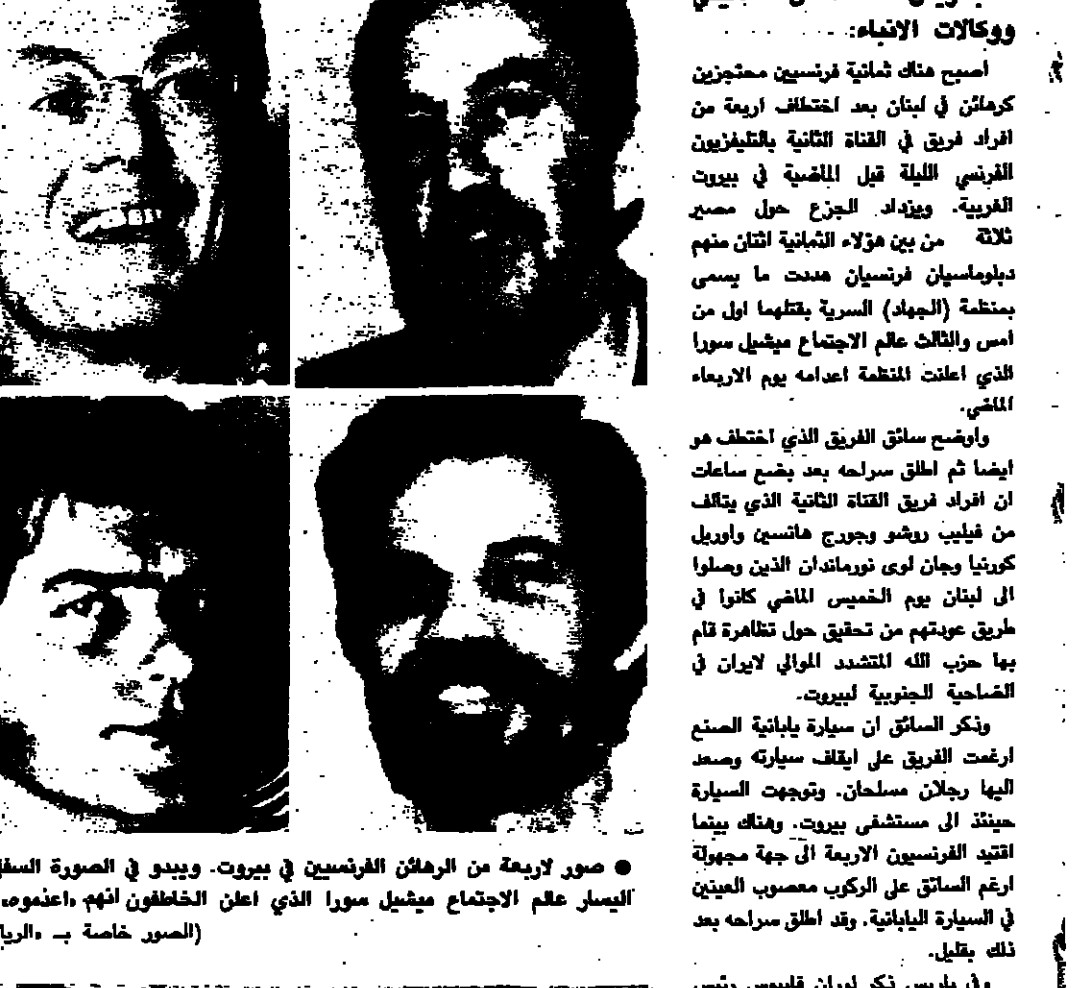 ووكالات الانباء:
اصبح هناك ثمانية فرنسيين محتجزين
كرهائن في لبنان بعد اختطاف اربعة من
افراد فريق في القناة الثانية بالتليفزيون
الفرنسي الليلة قبل الماضية في بيروت
الغربية. ويزداد الجزع حول مصير
ثلاثة من بين هؤلاء الثمانية اثنان منهم
دبلوماسيان فرنسيان هددت ما يسمى
بمنظمة (الجهاد) السرية بقتلهما اول من
امس والثالث عالم الاجتماع ميشيل سورا
الذي اعلنت المنظمة اعدامه يوم الاربعاء
الماضي.
واوضح سائق الفريق الذي اختطف هو
ايضا ثم اطلق سراحه بعد بضع ساعات
ان افراد فريق القناة الثانية الذي يتالف
من فيليب روشو وجورج هانسين واوريل
كورنيا وجان لوى نورماندان الذين وصلوا
الى لبنان يوم الخميس الماضي كانوا في
طريق عودتهم من تحقيق حول تظاهرة قام
بها حزب الله المتشدد الموالي لايران في
الضاحية الجنوبية لبيروت.
وذكر السائق ان سيارة يابانية الصنع
ارغمت الفريق على ايقاف سيارته وصعد
اليها رجلان مسلحان. وتوجهت السيارة
حينئذ الى مستشفى بيروت. وهناك بينما
اقتيد الفرنسيون الاربعة الى جهة مجهولة
ارغم السائق على الركوب معصوب العينين
في السيارة اليابانية. وقد اطلق سراحه بعد
ذلك بقليل.
وفي باريس ذكر لوران فابيوس رئيس
● صور لاربعة من الرهائن الفرنسيين في بيروت. ويبدو في الصورة السفل
اليسار عالم الاجتماع ميشيل سورا الذي اعلن الخاطفون انهم «اعدموه»
(الصور خاصة بـ «الريا